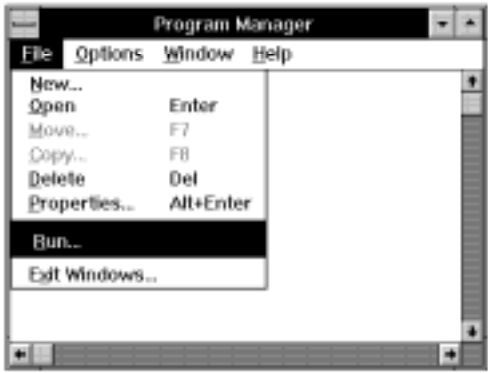 Program Manager
File Options Window Help
New...
Open Enter
Move... F7
Copy... F8
Delete Del
Properties... Alt+Enter
Run...
Exit Windows...